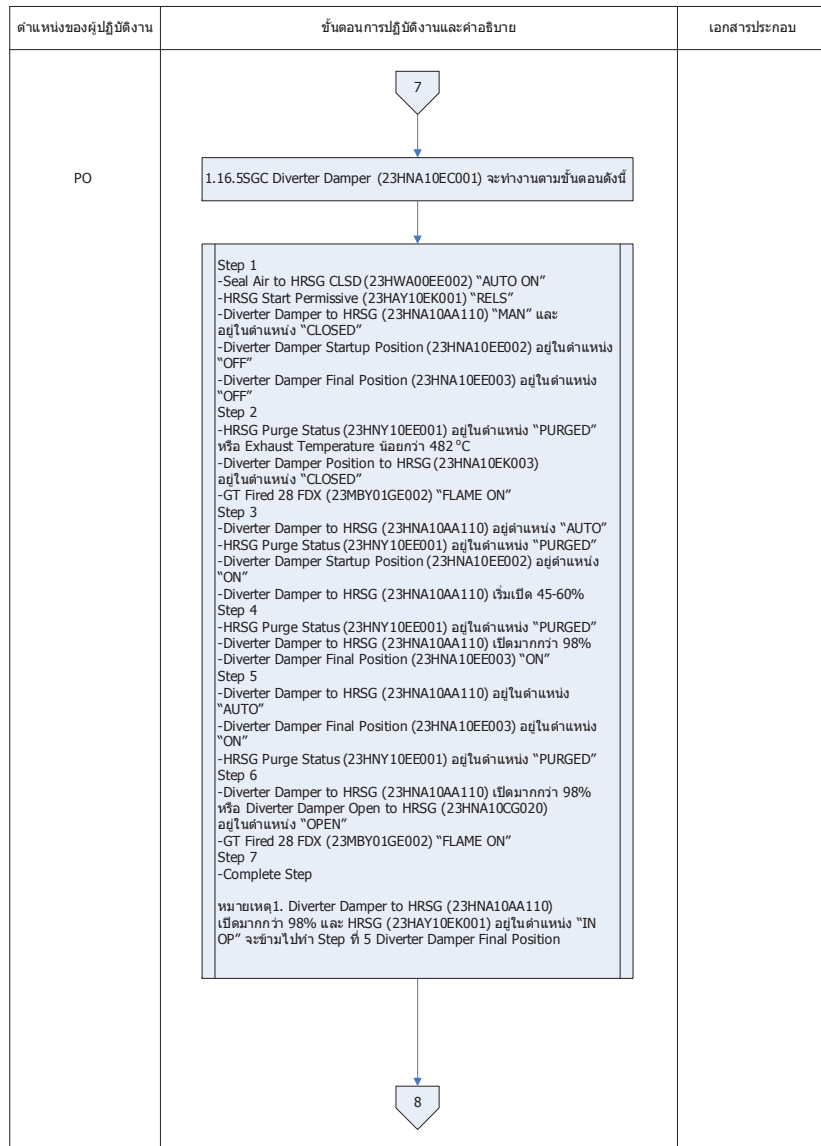 ตำแหน่งของผู้ปฏิบัติงาน
ขั้นตอนการปฏิบัติงานและคำอธิบาย
เอกสารประกอบ
7
PO
1.16.5SGC Diverter Damper (23HNA10EC001) จะทำงานตามขั้นตอนดังนี้
Step 1
-Seal Air to HRSG CLSD (23HWA00EE002) “AUTO ON”
-HRSG Start Permissive (23HAY10EK001) “RELS”
-Diverter Damper to HRSG (23HNA10AA110) “MAN” และ
อยู่ในตำแหน่ง “CLOSED”
-Diverter Damper Startup Position (23HNA10EE002) อยู่ในตำแหน่ง
“OFF”
-Diverter Damper Final Position (23HNA10EE003) อยู่ในตำแหน่ง
“OFF”
Step 2
-HRSG Purge Status (23HNY10EE001) อยู่ในตำแหน่ง “PURGED”
หรือ Exhaust Temperature น้อยกว่า 482 °C
-Diverter Damper Position to HRSG (23HNA10EK003)
อยู่ในตำแหน่ง “CLOSED”
-GT Fired 28 FDX (23MBY01GE002) “FLAME ON”
Step 3
-Diverter Damper to HRSG (23HNA10AA110) อยู่ตำแหน่ง “AUTO”
-HRSG Purge Status (23HNY10EE001) อยู่ในตำแหน่ง “PURGED”
-Diverter Damper Startup Position (23HNA10EE002) อยู่ตำแหน่ง
“ON”
-Diverter Damper to HRSG (23HNA10AA110) เริ่มเปิด 45-60%
Step 4
-HRSG Purge Status (23HNY10EE001) อยู่ในตำแหน่ง “PURGED”
-Diverter Damper to HRSG (23HNA10AA110) เปิดมากกว่า 98%
-Diverter Damper Final Position (23HNA10EE003) “ON”
Step 5
-Diverter Damper to HRSG (23HNA10AA110) อยู่ในตำแหน่ง
“AUTO”
-Diverter Damper Final Position (23HNA10EE003) อยู่ในตำแหน่ง
“ON”
-HRSG Purge Status (23HNY10EE001) อยู่ในตำแหน่ง “PURGED”
Step 6
-Diverter Damper to HRSG (23HNA10AA110) เปิดมากกว่า 98%
หรือ Diverter Damper Open to HRSG (23HNA10CG020)
อยู่ในตำแหน่ง “OPEN”
-GT Fired 28 FDX (23MBY01GE002) “FLAME ON”
Step 7
-Complete Step
หมายเหตุ1. Diverter Damper to HRSG (23HNA10AA110)
เปิดมากกว่า 98% และ HRSG (23HAY10EK001) อยู่ในตำแหน่ง “IN
OP” จะข้ามไปทำ Step ที่ 5 Diverter Damper Final Position
8